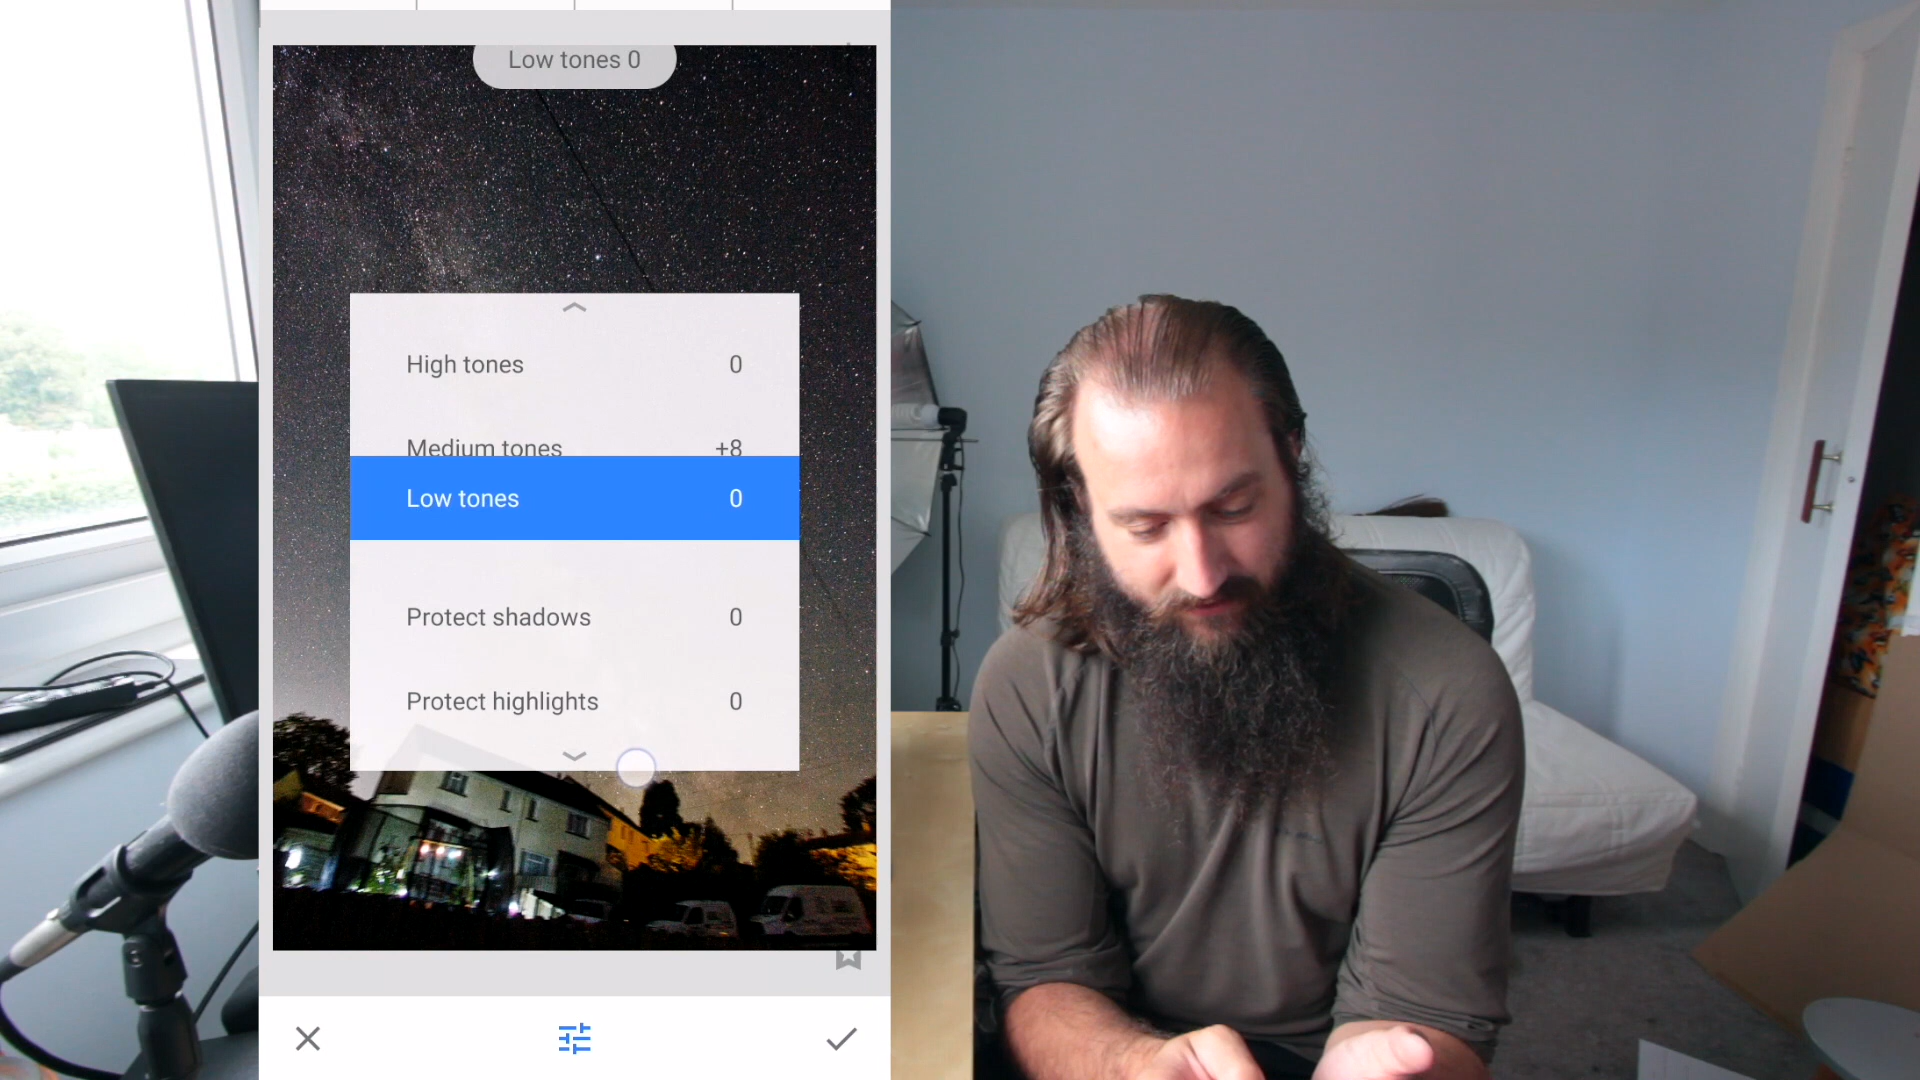 Low tones 0
High tones 0
Medium tones +8
Low tones 0
Protect shadows 0
Protect highlights 0